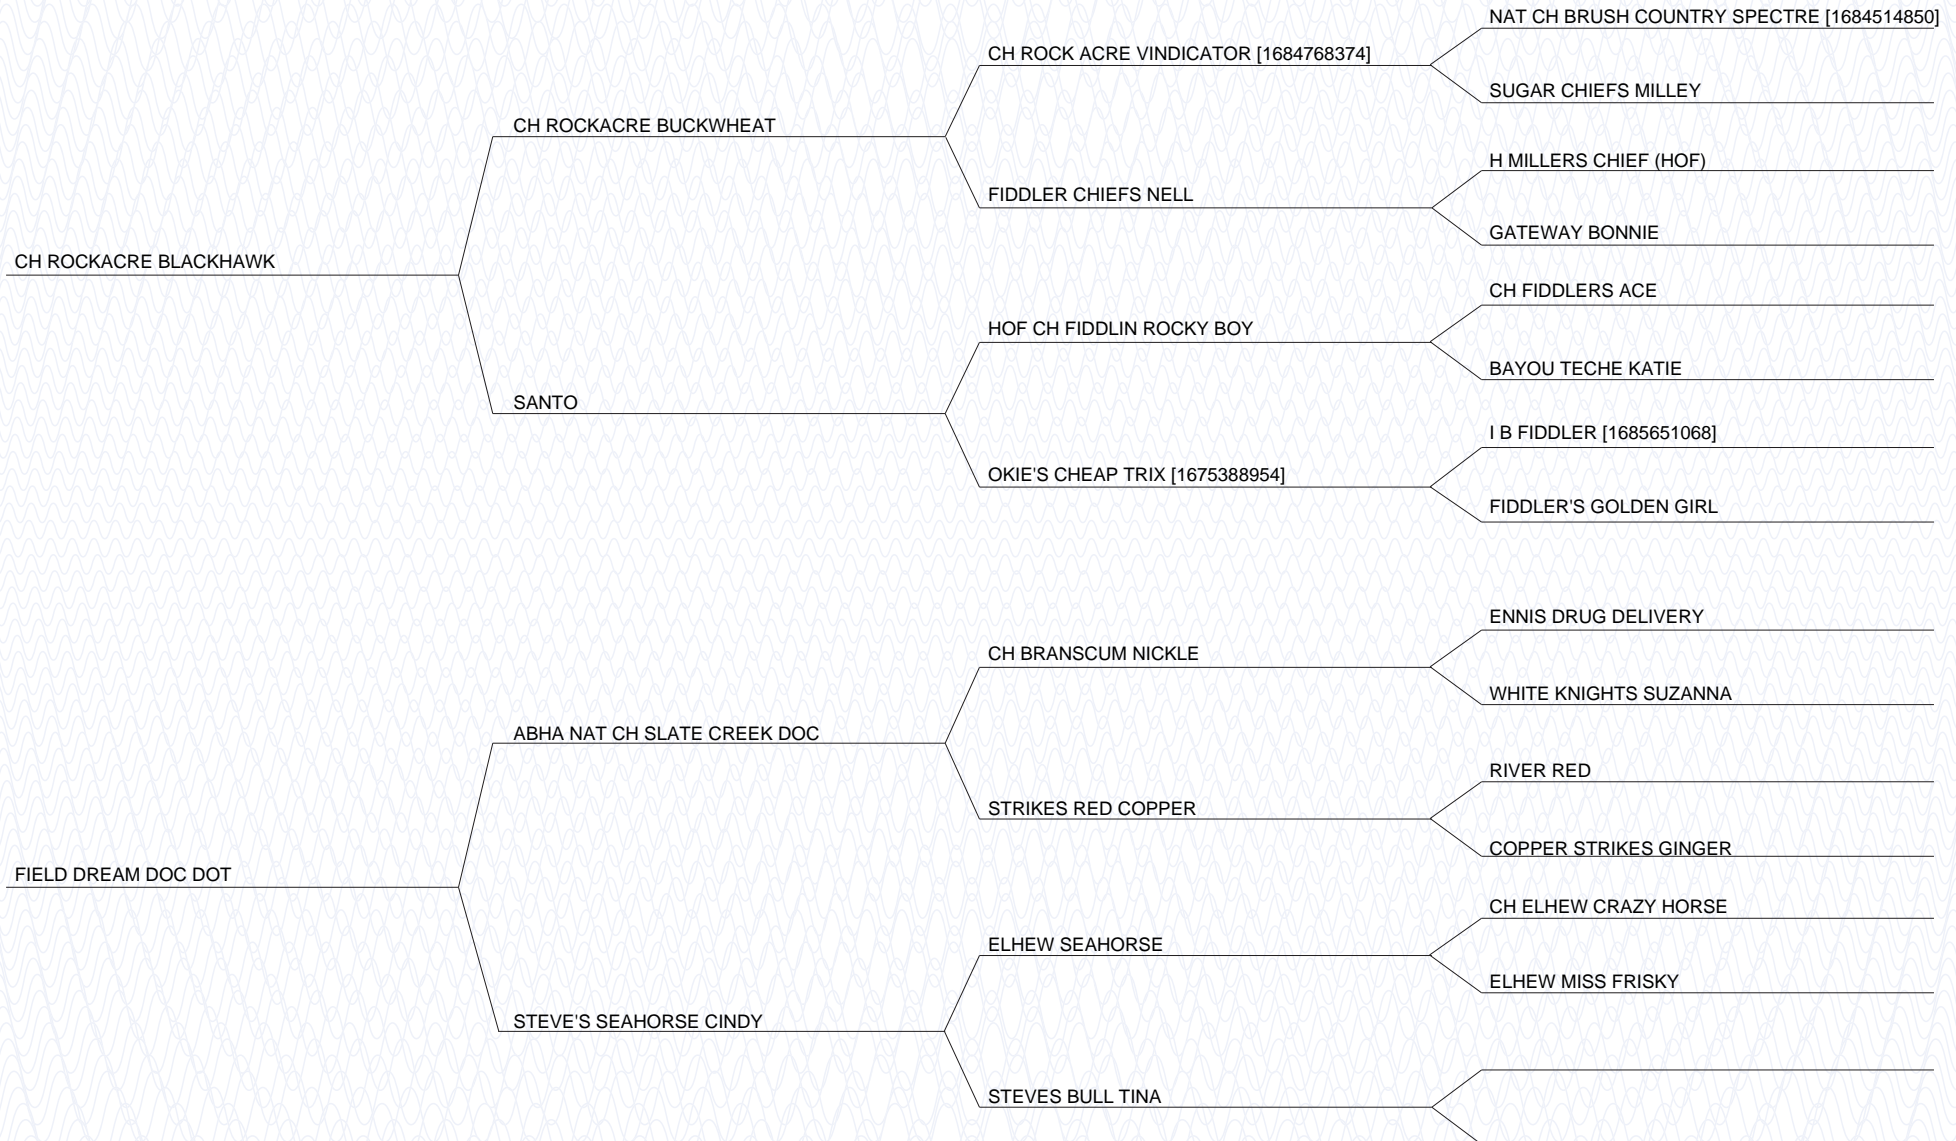 NAT CH BRUSH COUNTRY SPECTRE [1684514850]
CH ROCK ACRE VINDICATOR [1684768374]
SUGAR CHIEFS MILLEY
CH ROCKACRE BUCKWHEAT
H MILLERS CHIEF (HOF)
FIDDLER CHIEFS NELL
GATEWAY BONNIE
CH ROCKACRE BLACKHAWK
CH FIDDLERS ACE
HOF CH FIDDLIN ROCKY BOY
BAYOU TECHE KATIE
SANTO
I B FIDDLER [1685651068]
OKIE'S CHEAP TRIX [1675388954]
FIDDLER'S GOLDEN GIRL
ENNIS DRUG DELIVERY
CH BRANSCUM NICKLE
WHITE KNIGHTS SUZANNA
ABHA NAT CH SLATE CREEK DOC
RIVER RED
STRIKES RED COPPER
COPPER STRIKES GINGER
FIELD DREAM DOC DOT
CH ELHEW CRAZY HORSE
ELHEW SEAHORSE
ELHEW MISS FRISKY
STEVE'S SEAHORSE CINDY
STEVES BULL TINA